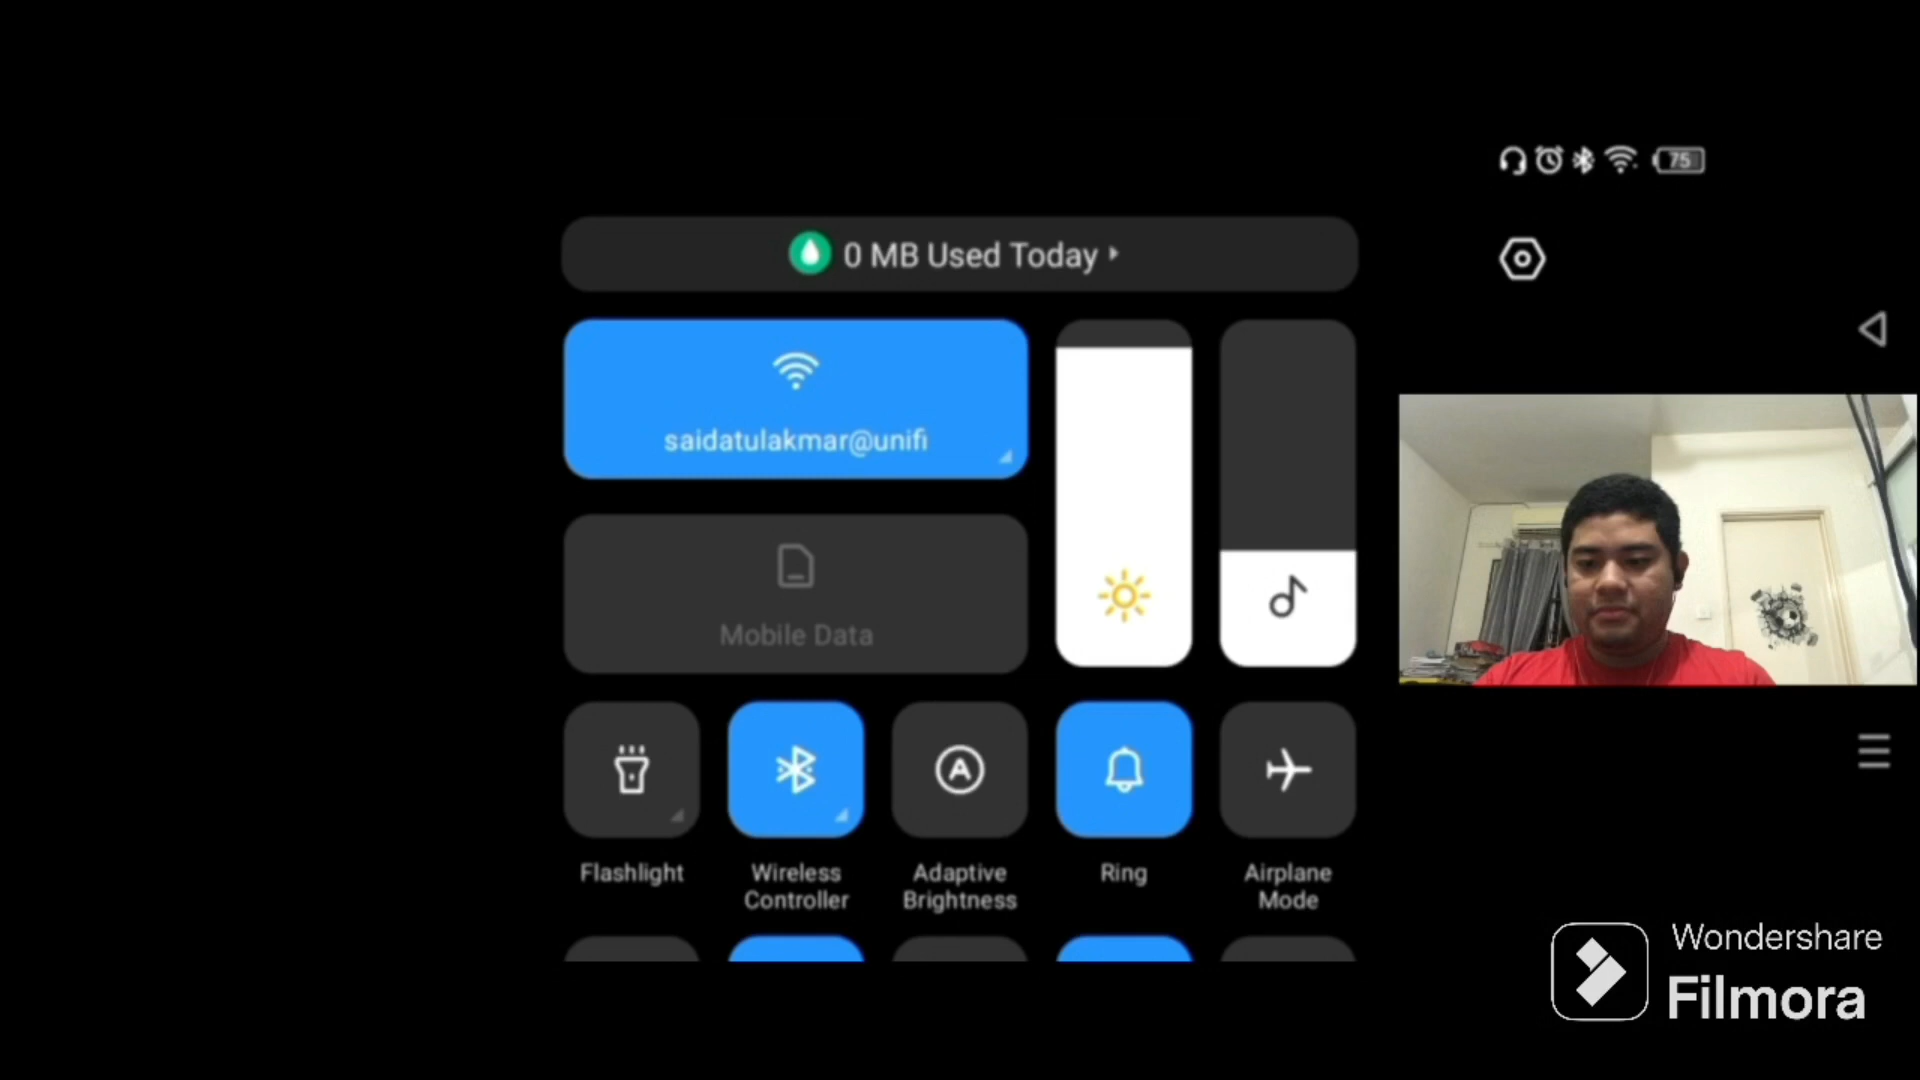 75
0 MB Used Today
saidatulakmar@unifi
Mobile Data
Flashlight
Wireless
Controller
Adaptive
Brightness
Ring
Airplane
Mode
Wondershare
Filmora